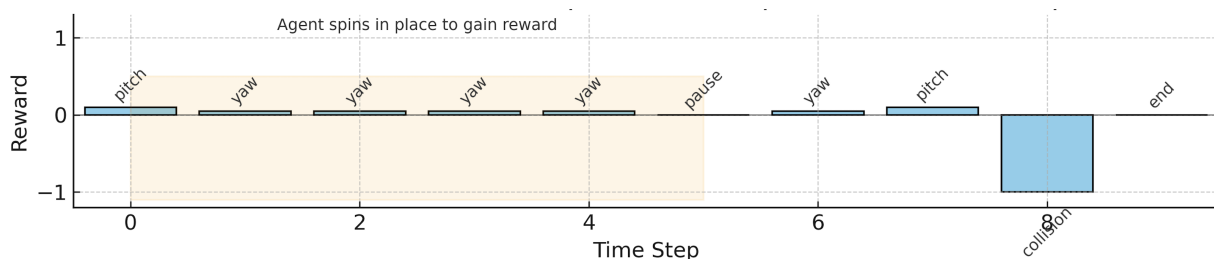 Agent spins in place to gain reward
1
0
−1
Reward
pitch
yaw
yaw
yaw
yaw
pause
yaw
pitch
collision
end
0
2
4
6
8
Time Step